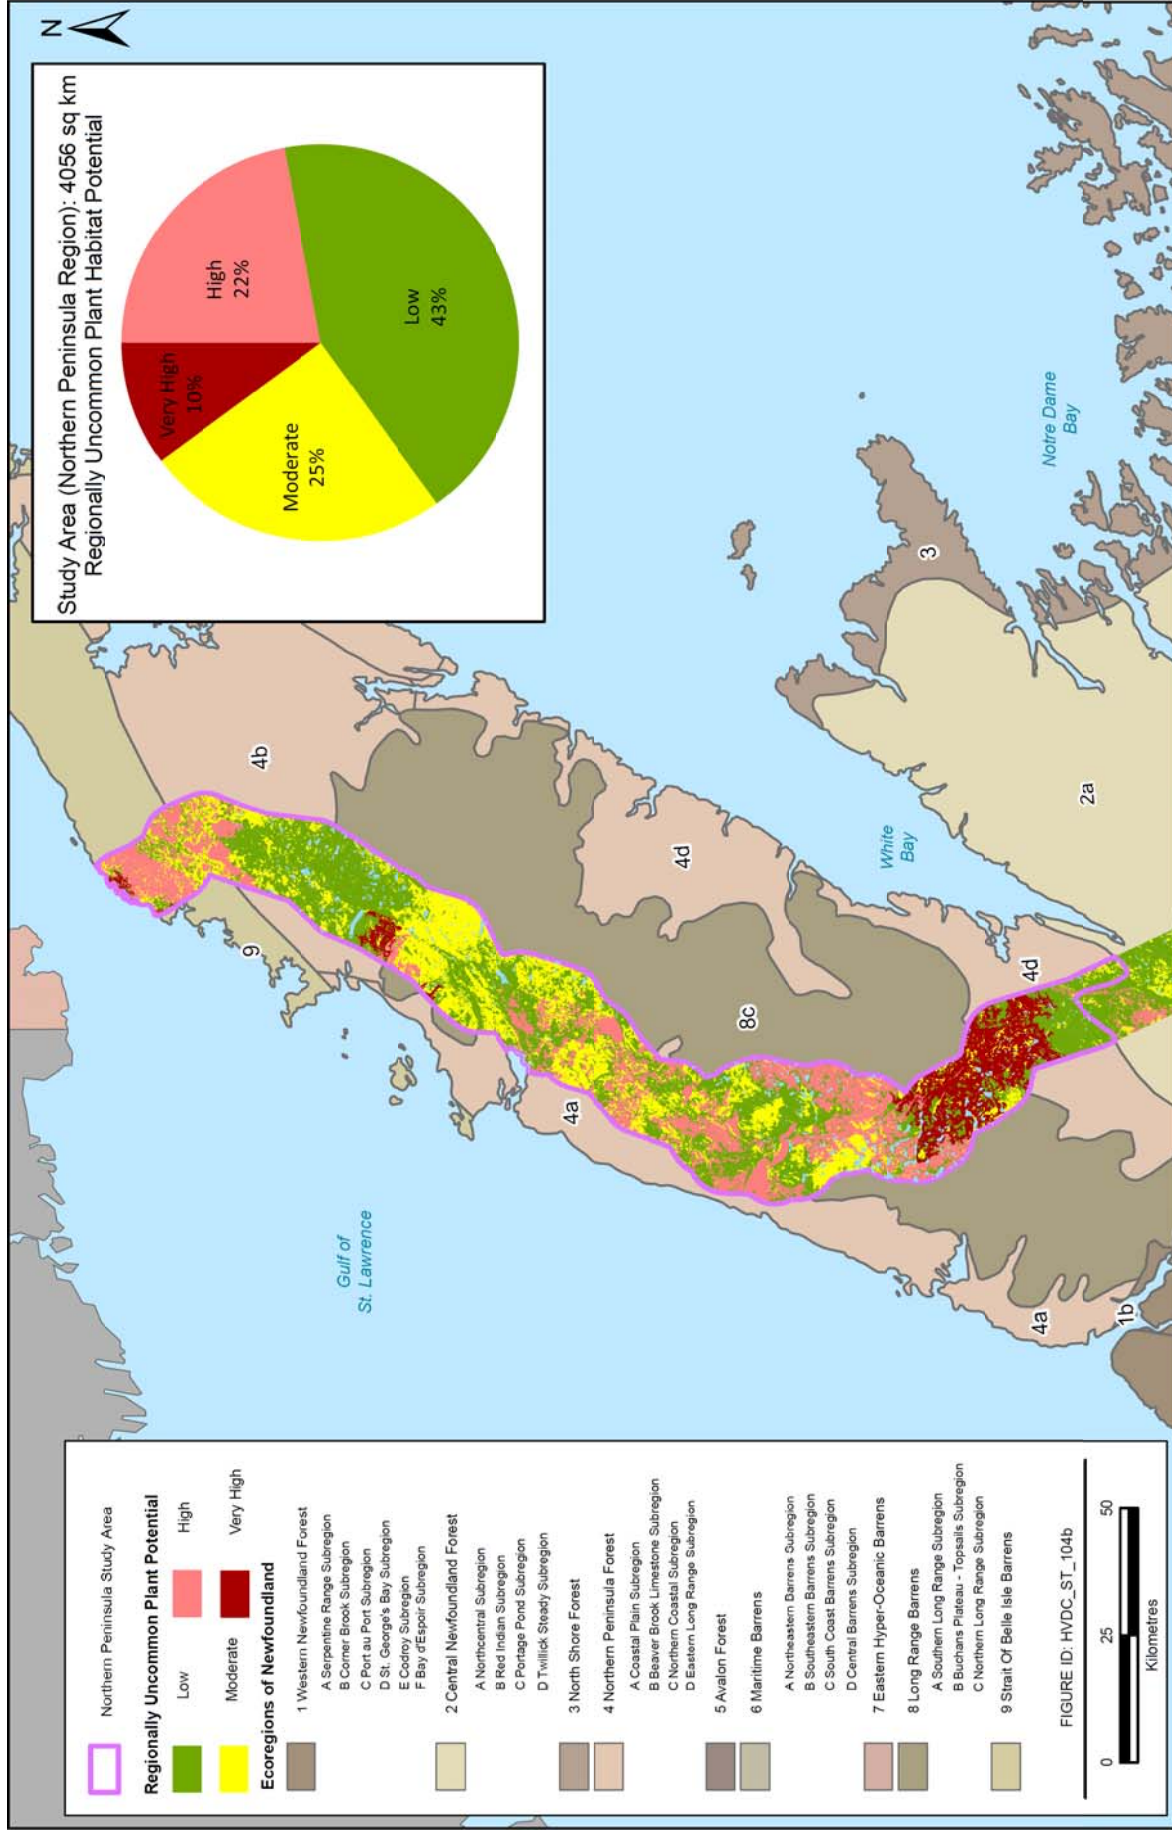 N
Study Area (Northern Peninsula Region): 4056 sq km
Regionally Uncommon Plant Habitat Potential
Very High
10%
High
22%
Moderate
25%
Low
43%
Gulf of
St. Lawrence
White
Bay
Notre Dame
Bay
9
4b
4a
4d
8c
4d
3
2a
4a
1b
Northern Peninsula Study Area
Regionally Uncommon Plant Potential
Low
High
Moderate
Very High
Ecoregions of Newfoundland
1 Western Newfoundland Forest
A Serpentine Range Subregion
B Corner Brook Subregion
C Port au Port Subregion
D St. George's Bay Subregion
E Codroy Subregion
F Bay d'Espoir Subregion
2 Central Newfoundland Forest
A Northcentral Subregion
B Red Indian Subregion
C Portage Pond Subregion
D Twillick Steady Subregion
3 North Shore Forest
4 Northern Peninsula Forest
A Coastal Plain Subregion
B Beaver Brook Limestone Subregion
C Northern Coastal Subregion
D Eastern Long Range Subregion
5 Avalon Forest
6 Maritime Barrens
A Northeastern Barrens Subregion
B Southeastern Barrens Subregion
C South Coast Barrens Subregion
D Central Barrens Subregion
7 Eastern Hyper-Oceanic Barrens
8 Long Range Barrens
A Southern Long Range Subregion
B Buchans Plateau - Topsails Subregion
C Northern Long Range Subregion
9 Strait Of Belle Isle Barrens
FIGURE ID: HVDC_ST_104b
0 25 50
Kilometres